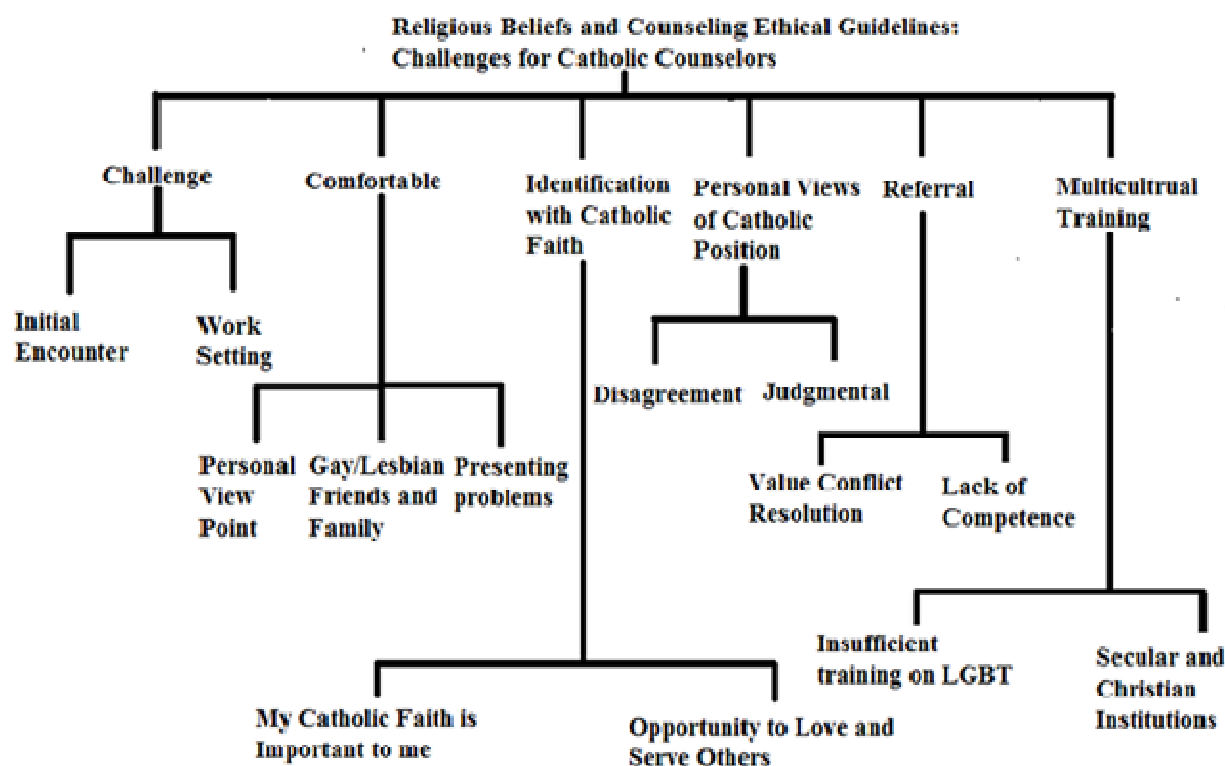 Religious Beliefs and Counseling Ethical Guidelines:
Challenges for Catholic Counselors
Challenge
Comfortable
Identification
with Catholic
Faith
Personal Views
of Catholic
Position
Referral
Multicultrual
Training
Initial
Encounter
Work
Setting
Disagreement
Judgmental
Personal
View
Point
Gay/Lesbian
Friends and
Family
Presenting
problems
Value Conflict
Resolution
Lack of
Competence
Insufficient
training on LGBT
Secular and
Christian
Institutions
My Catholic Faith is
Important to me
Opportunity to Love and
Serve Others